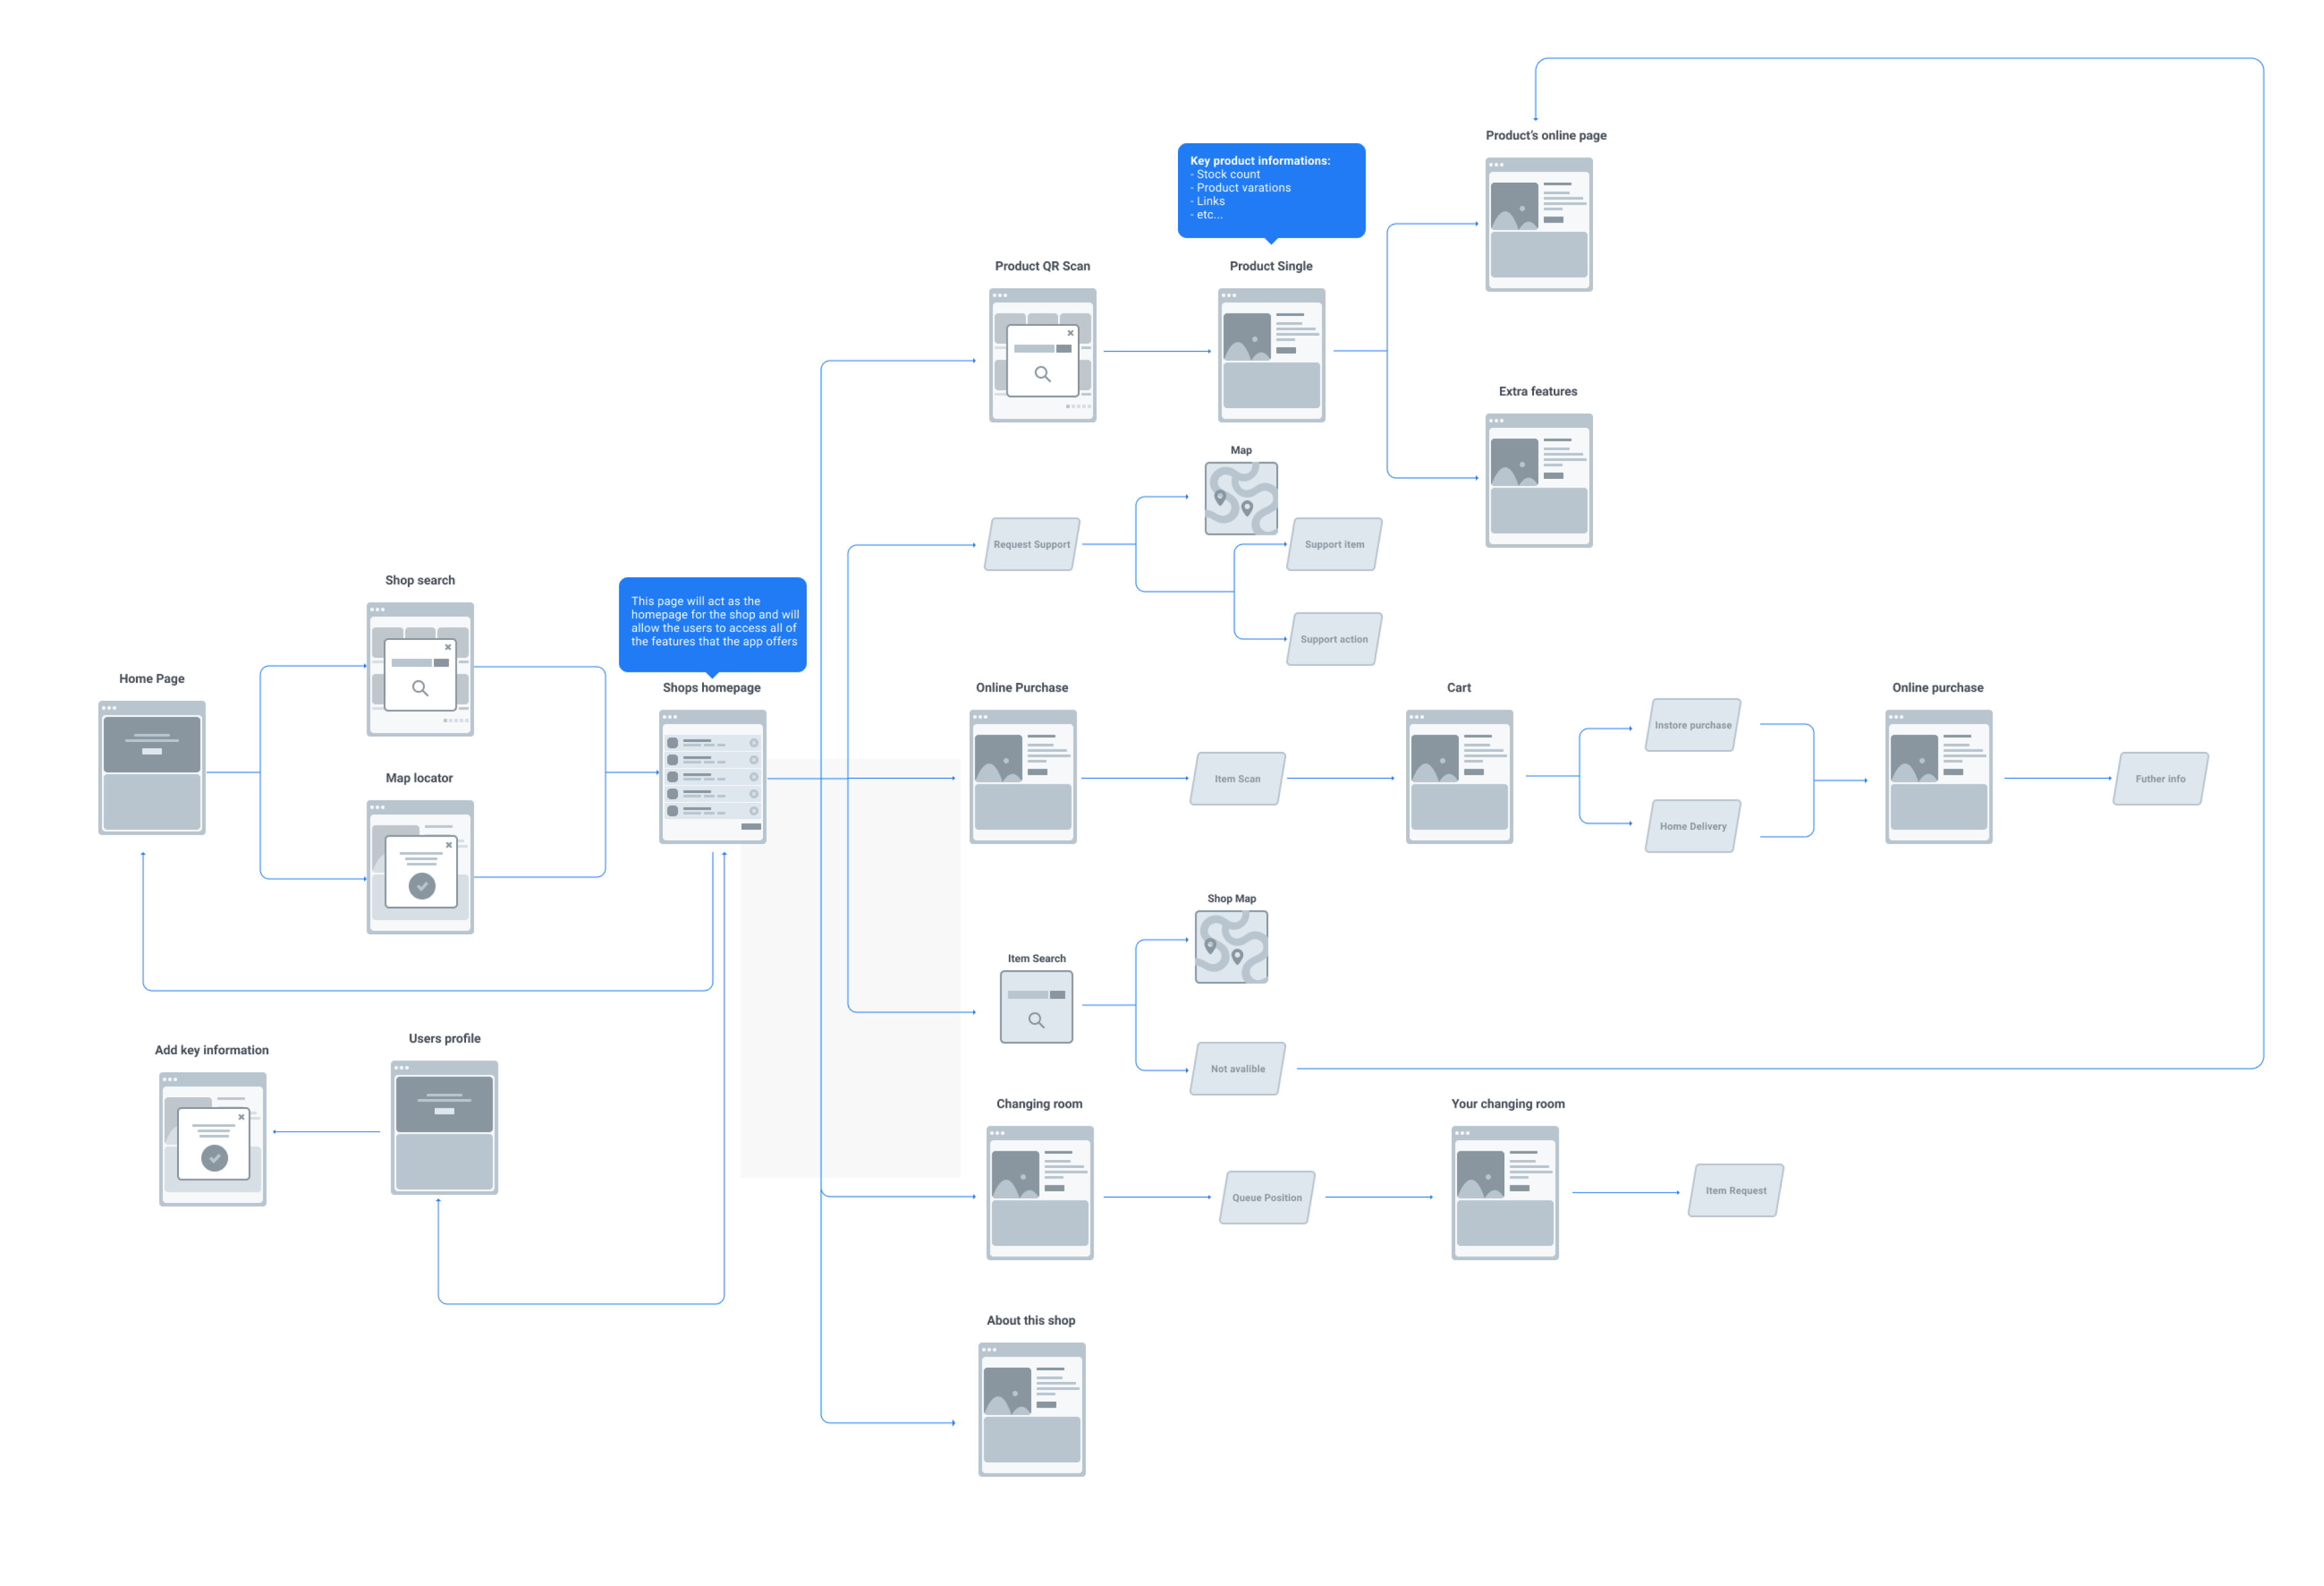 Product's online page
Key product informations:
- Stock count
- Product varations
- Links
- etc...
Product QR Scan
Product Single
Extra features
Map
Request Support
Support item
Support action
Shop search
This page will act as the
homepage for the shop and will
allow the users to access all of
the features that the app offers
Home Page
Shops homepage
Online Purchase
Cart
Online purchase
Instore purchase
Map locator
Item Scan
Futher info
Home Delivery
Shop Map
Item Search
Users profile
Add key information
Not avalible
Changing room
Your changing room
Queue Position
Item Request
About this shop